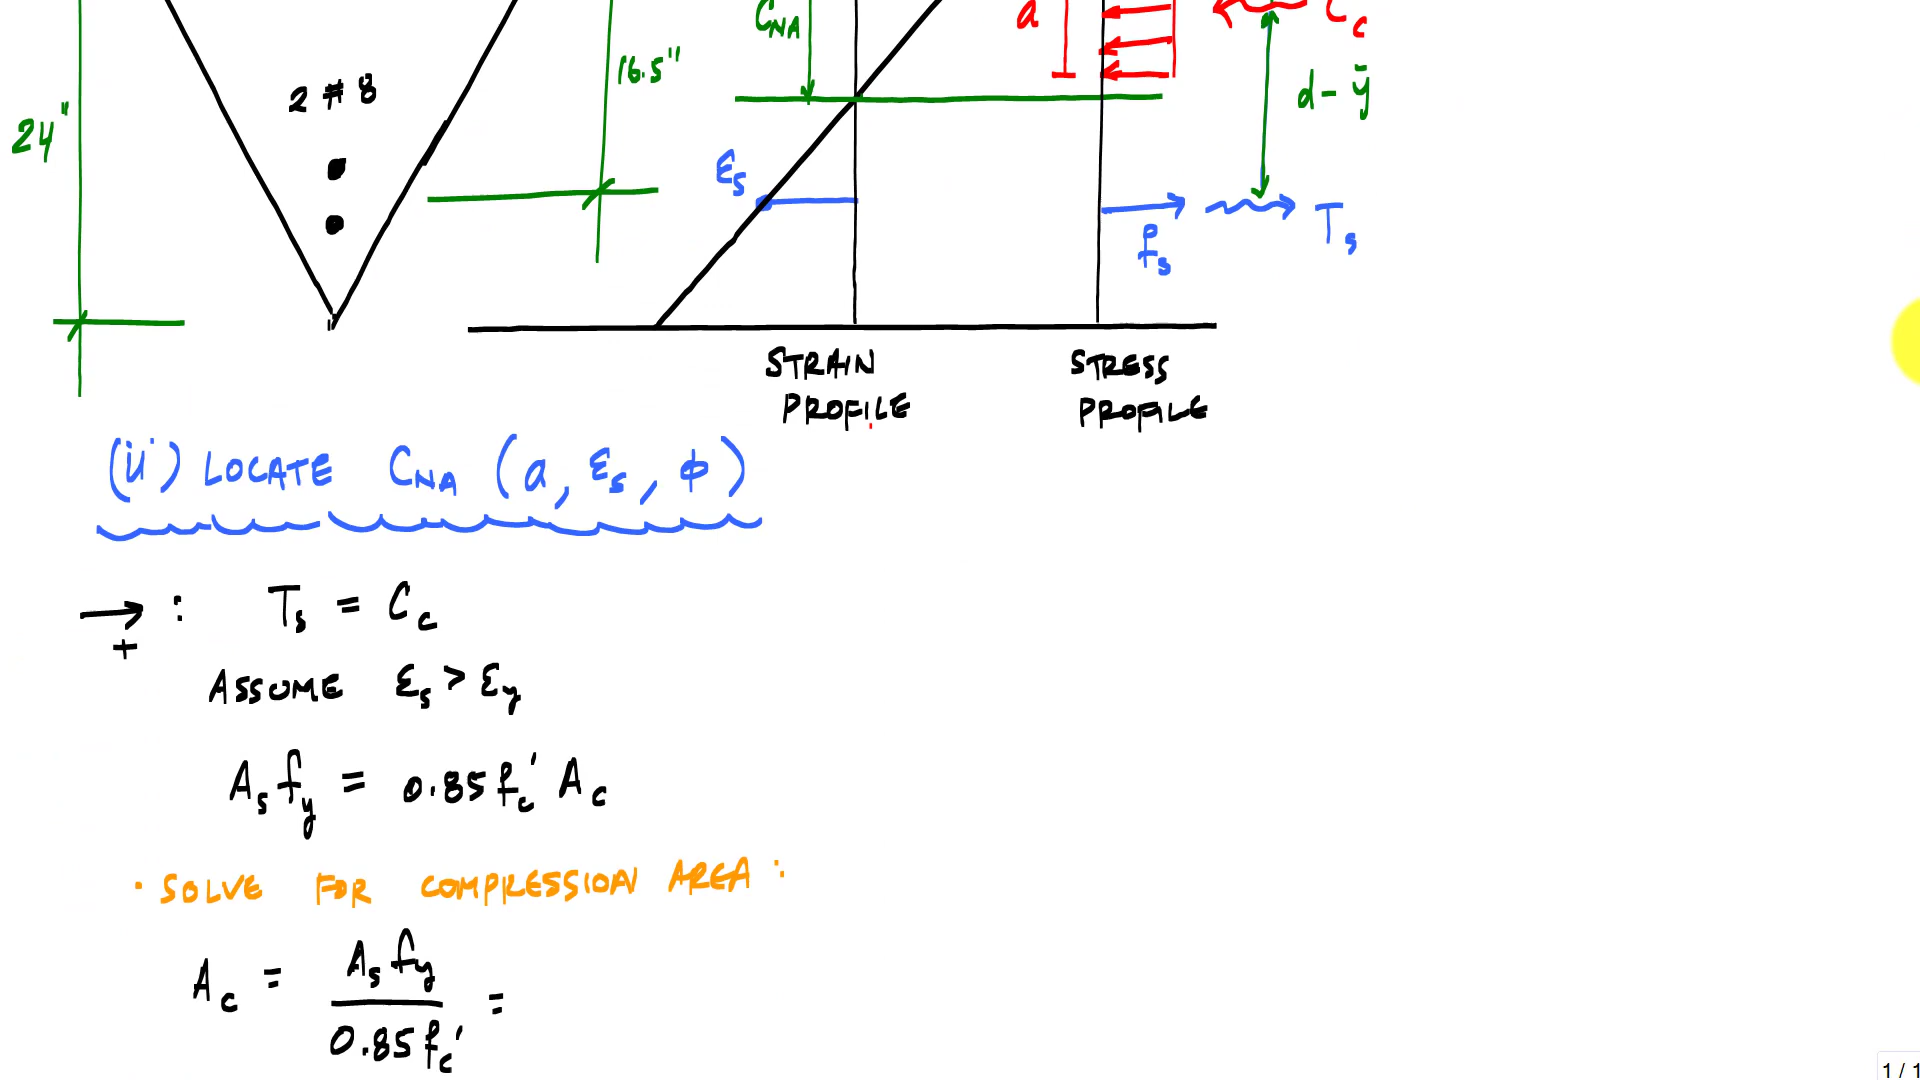 C_NA
a
C_c
16.5"
2 # 8
d - ȳ
24"
ε_s
f_s
T_s
STRAIN PROFILE
STRESS PROFILE
(ii) LOCATE C_NA (a, ε_s, φ)
→+ : T_s = C_c
ASSUME ε_s > ε_y
A_s f_y = 0.85 f_c' A_c
· SOLVE FOR COMPRESSION AREA :
A_c = A_s f_y / 0.85 f_c' =
1 / 1